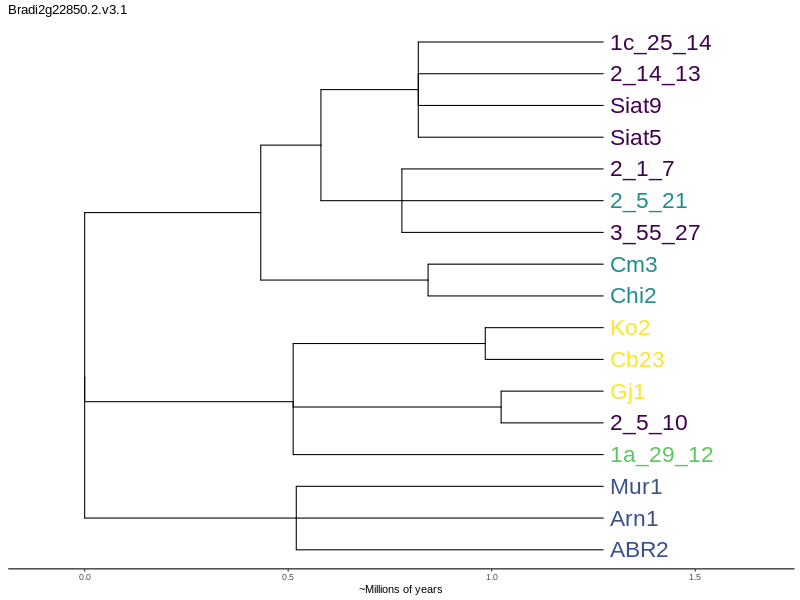 Bradi2g22850.2.v3.1
1c_25_14
2_14_13
Siat9
Siat5
2_1_7
2_5_21
3_55_27
Cm3
Chi2
Ko2
Cb23
Gj1
2_5_10
1a_29_12
Mur1
Arn1
ABR2
0.0 0.5 1.0 1.5
~Millions of years